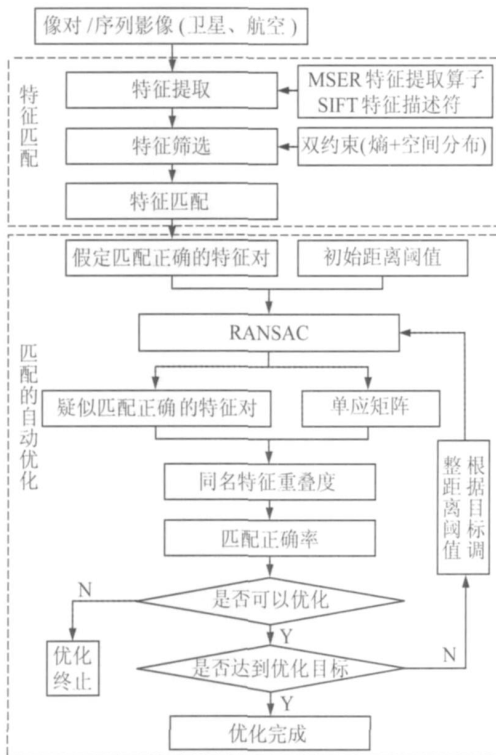 像对/序列影像(卫星、航空)
特征匹配
特征提取
MSER特征提取算子
SIFT特征描述符
特征筛选
双约束(熵+空间分布)
特征匹配
匹配的自动优化
假定匹配正确的特征对
初始距离阈值
RANSAC
疑似匹配正确的特征对
单应矩阵
同名特征重叠度
根据目标调
整距离阈值
匹配正确率
是否可以优化
N
Y
优化
终止
是否达到优化目标
N
Y
优化完成